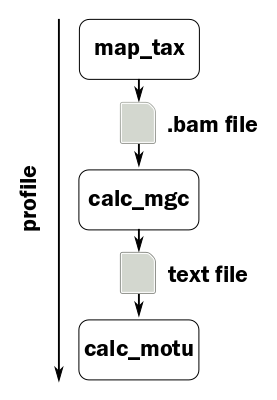 map_tax
.bam file
calc_mgc
profile
text file
calc_motu